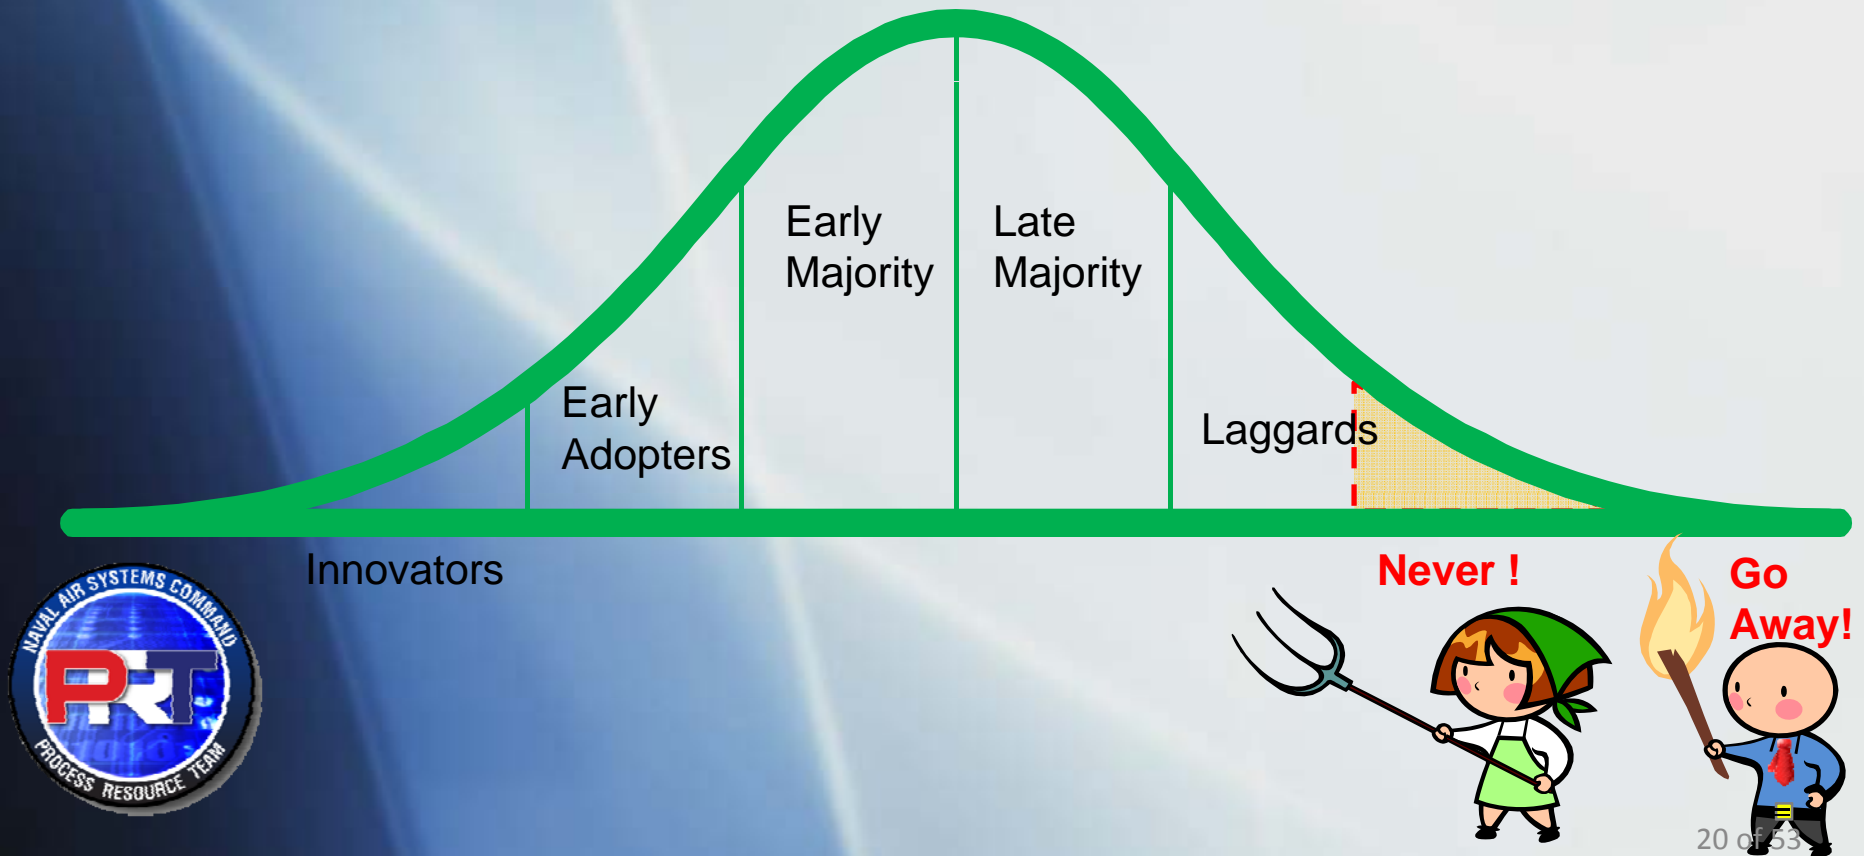 Early
Majority
Late
Majority
Early
Adopters
Laggards
Innovators
Never !
Go
Away!
NAVAL AIR SYSTEMS COMMAND
PRT
PROCESS RESOURCE TEAM
20 of 53